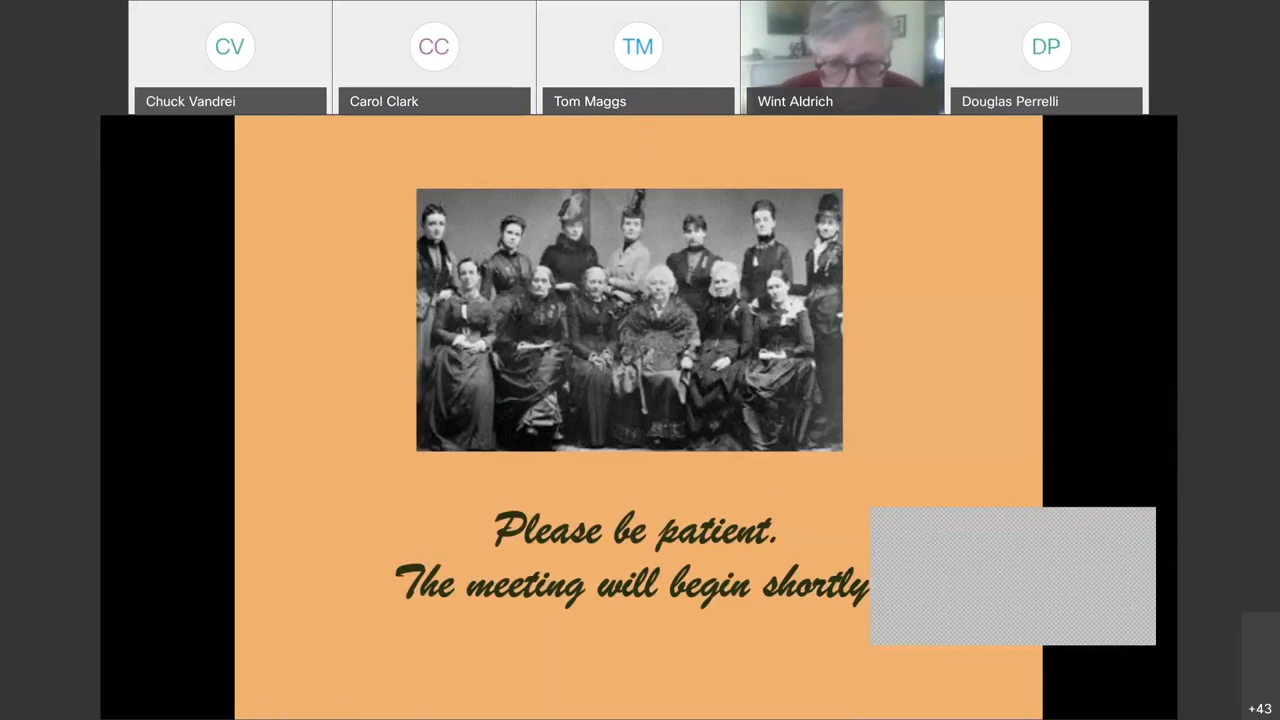 CV
CC
TM
DP
Chuck Vandrei
Carol Clark
Tom Maggs
Wint Aldrich
Douglas Perrelli
Please be patient.
The meeting will begin shortly
+43